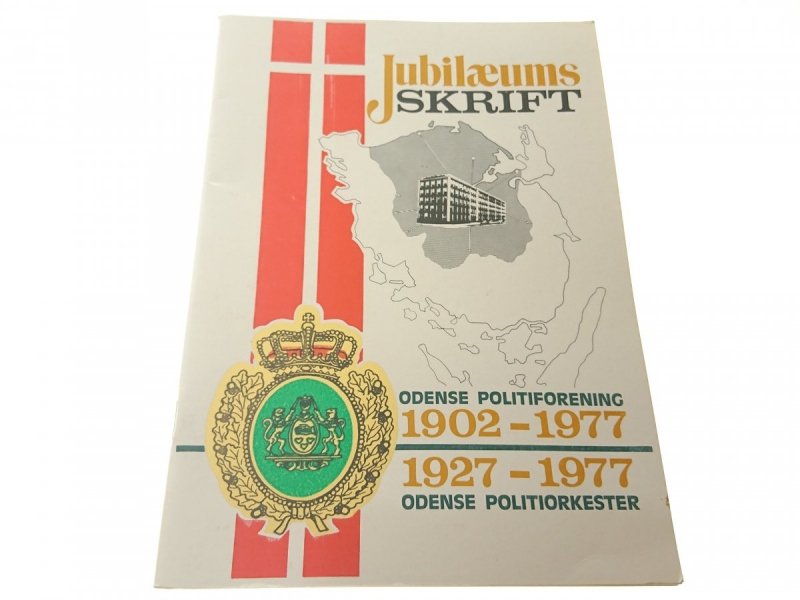 Jubilæums
SKRIFT
ODENSE POLITIFORENING
1902-1977
1927-1977
ODENSE POLITIORKESTER